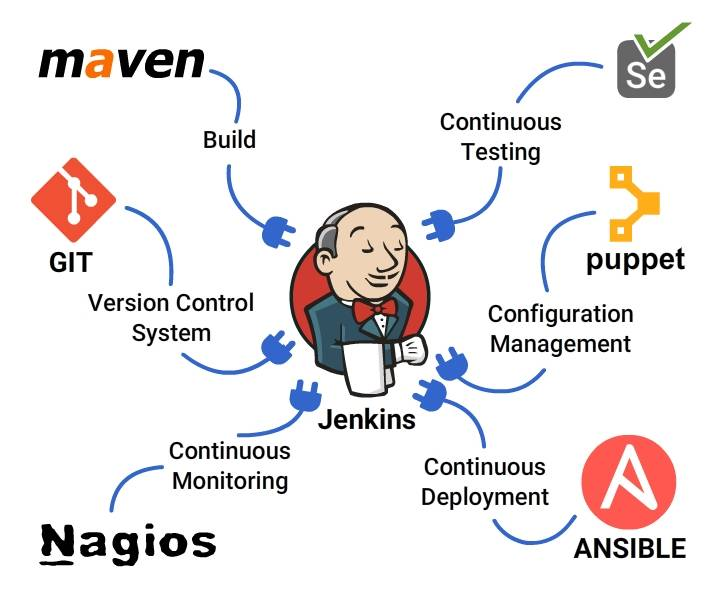 maven
Se
Build
Continuous
Testing
GIT
puppet
Version Control
System
Configuration
Management
Jenkins
Continuous
Monitoring
Continuous
Deployment
Nagios
ANSIBLE